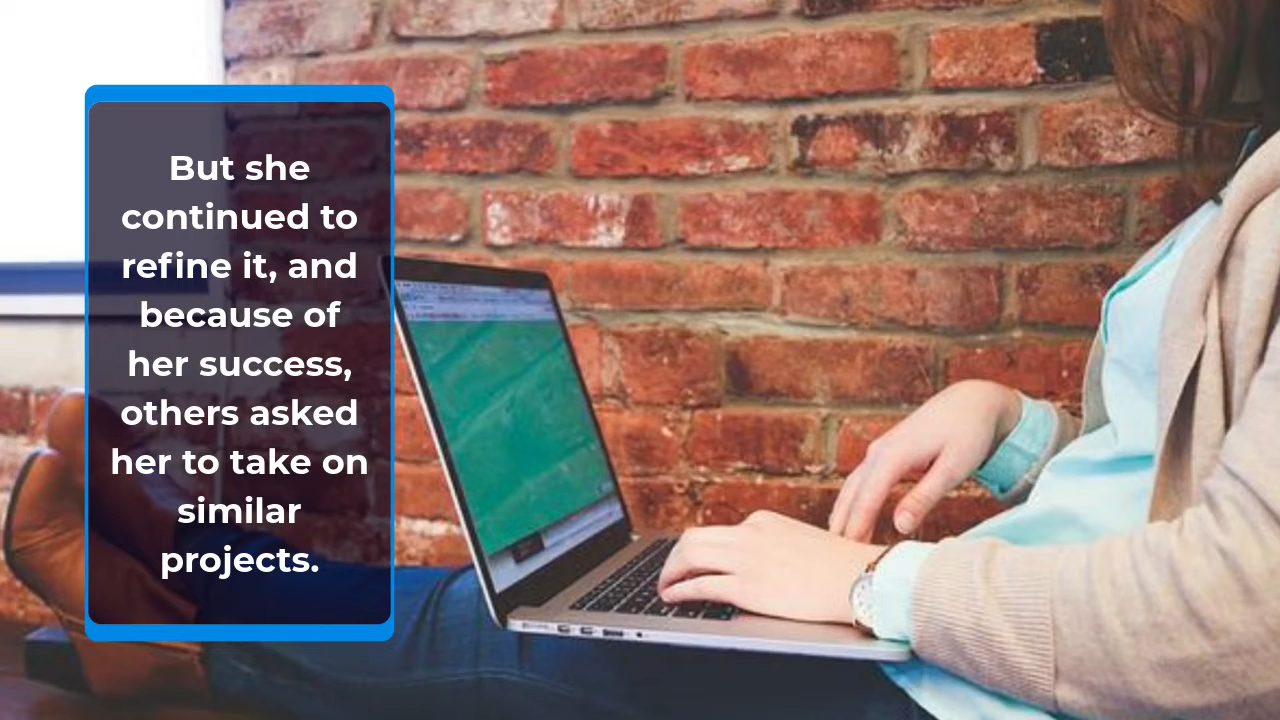 But she
continued to
refine it, and
because of
her success,
others asked
her to take on
similar
projects.